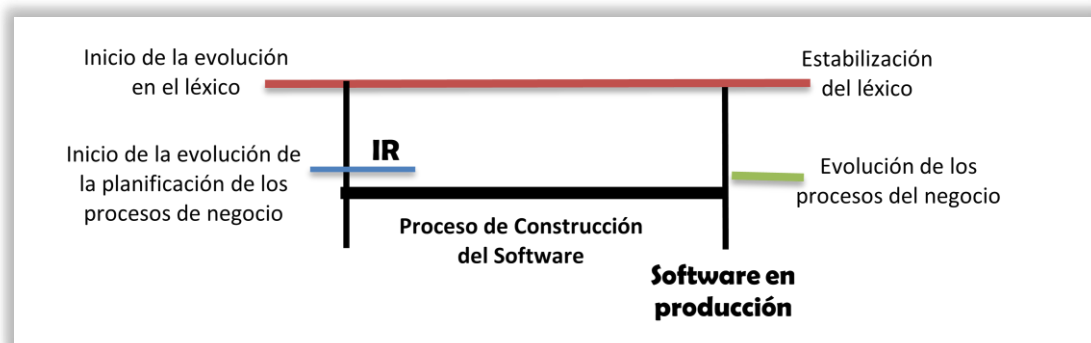 Inicio de la evolución
en el léxico
Estabilización
del léxico
Inicio de la evolución de
la planificación de los
procesos de negocio
IR
Evolución de los
procesos del negocio
Proceso de Construcción
del Software
Software en
producción